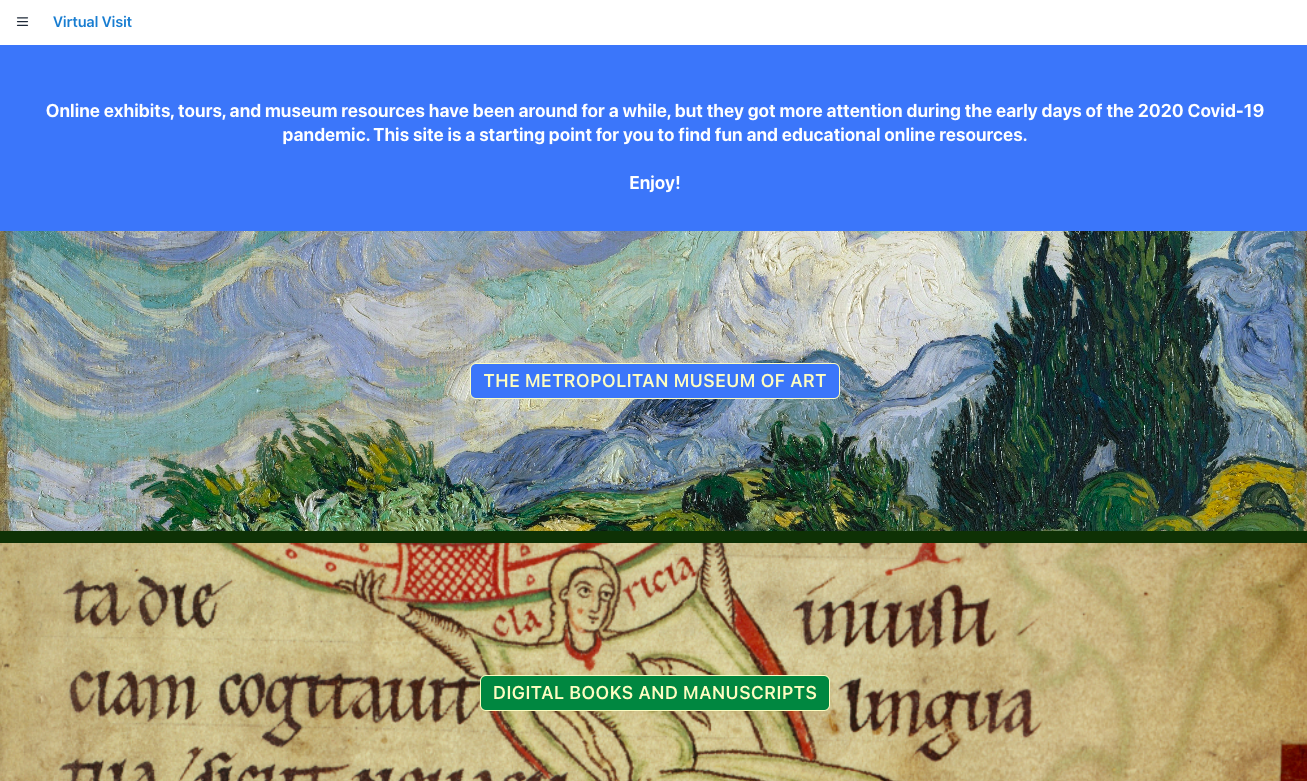 Virtual Visit
Online exhibits, tours, and museum resources have been around for a while, but they got more attention during the early days of the 2020 Covid-19
pandemic. This site is a starting point for you to find fun and educational online resources.
Enjoy!
THE METROPOLITAN MUSEUM OF ART
cla ricia
ta die inuisti
clam cogitauit lingua
DIGITAL BOOKS AND MANUSCRIPTS